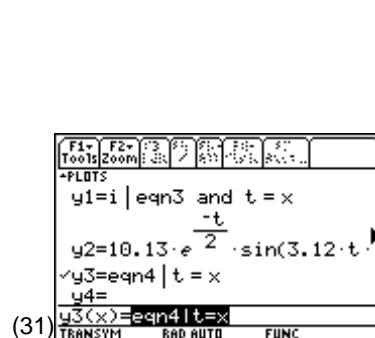 F1▾ F2▾
Tools Zoom
▴PLOTS
y1=i | eqn3 and t = x
-t
y2=10.13·e 2 ·sin(3.12·t·
✓y3=eqn4 | t = x
y4=
y3(x)=eqn4|t=x
(31)
TRANSYM RAD AUTO FUNC